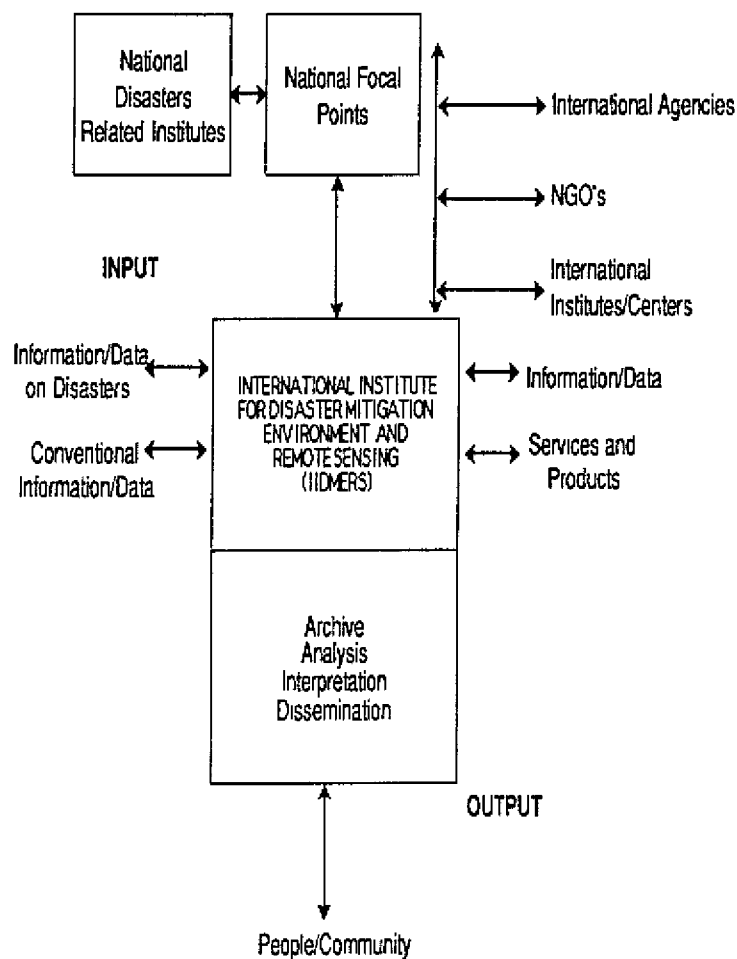 National
Disasters
Related Institutes
National Focal
Points
International Agencies
NGO's
International
Institutes/Centers
INPUT
Information/Data
on Disasters
Conventional
Information/Data
INTERNATIONAL INSTITUTE
FOR DISASTER MITIGATION
ENVIRONMENT AND
REMOTE SENSING
(IIDMERS)
Information/Data
Services and
Products
Archive
Analysis
Interpretation
Dissemination
OUTPUT
People/Community